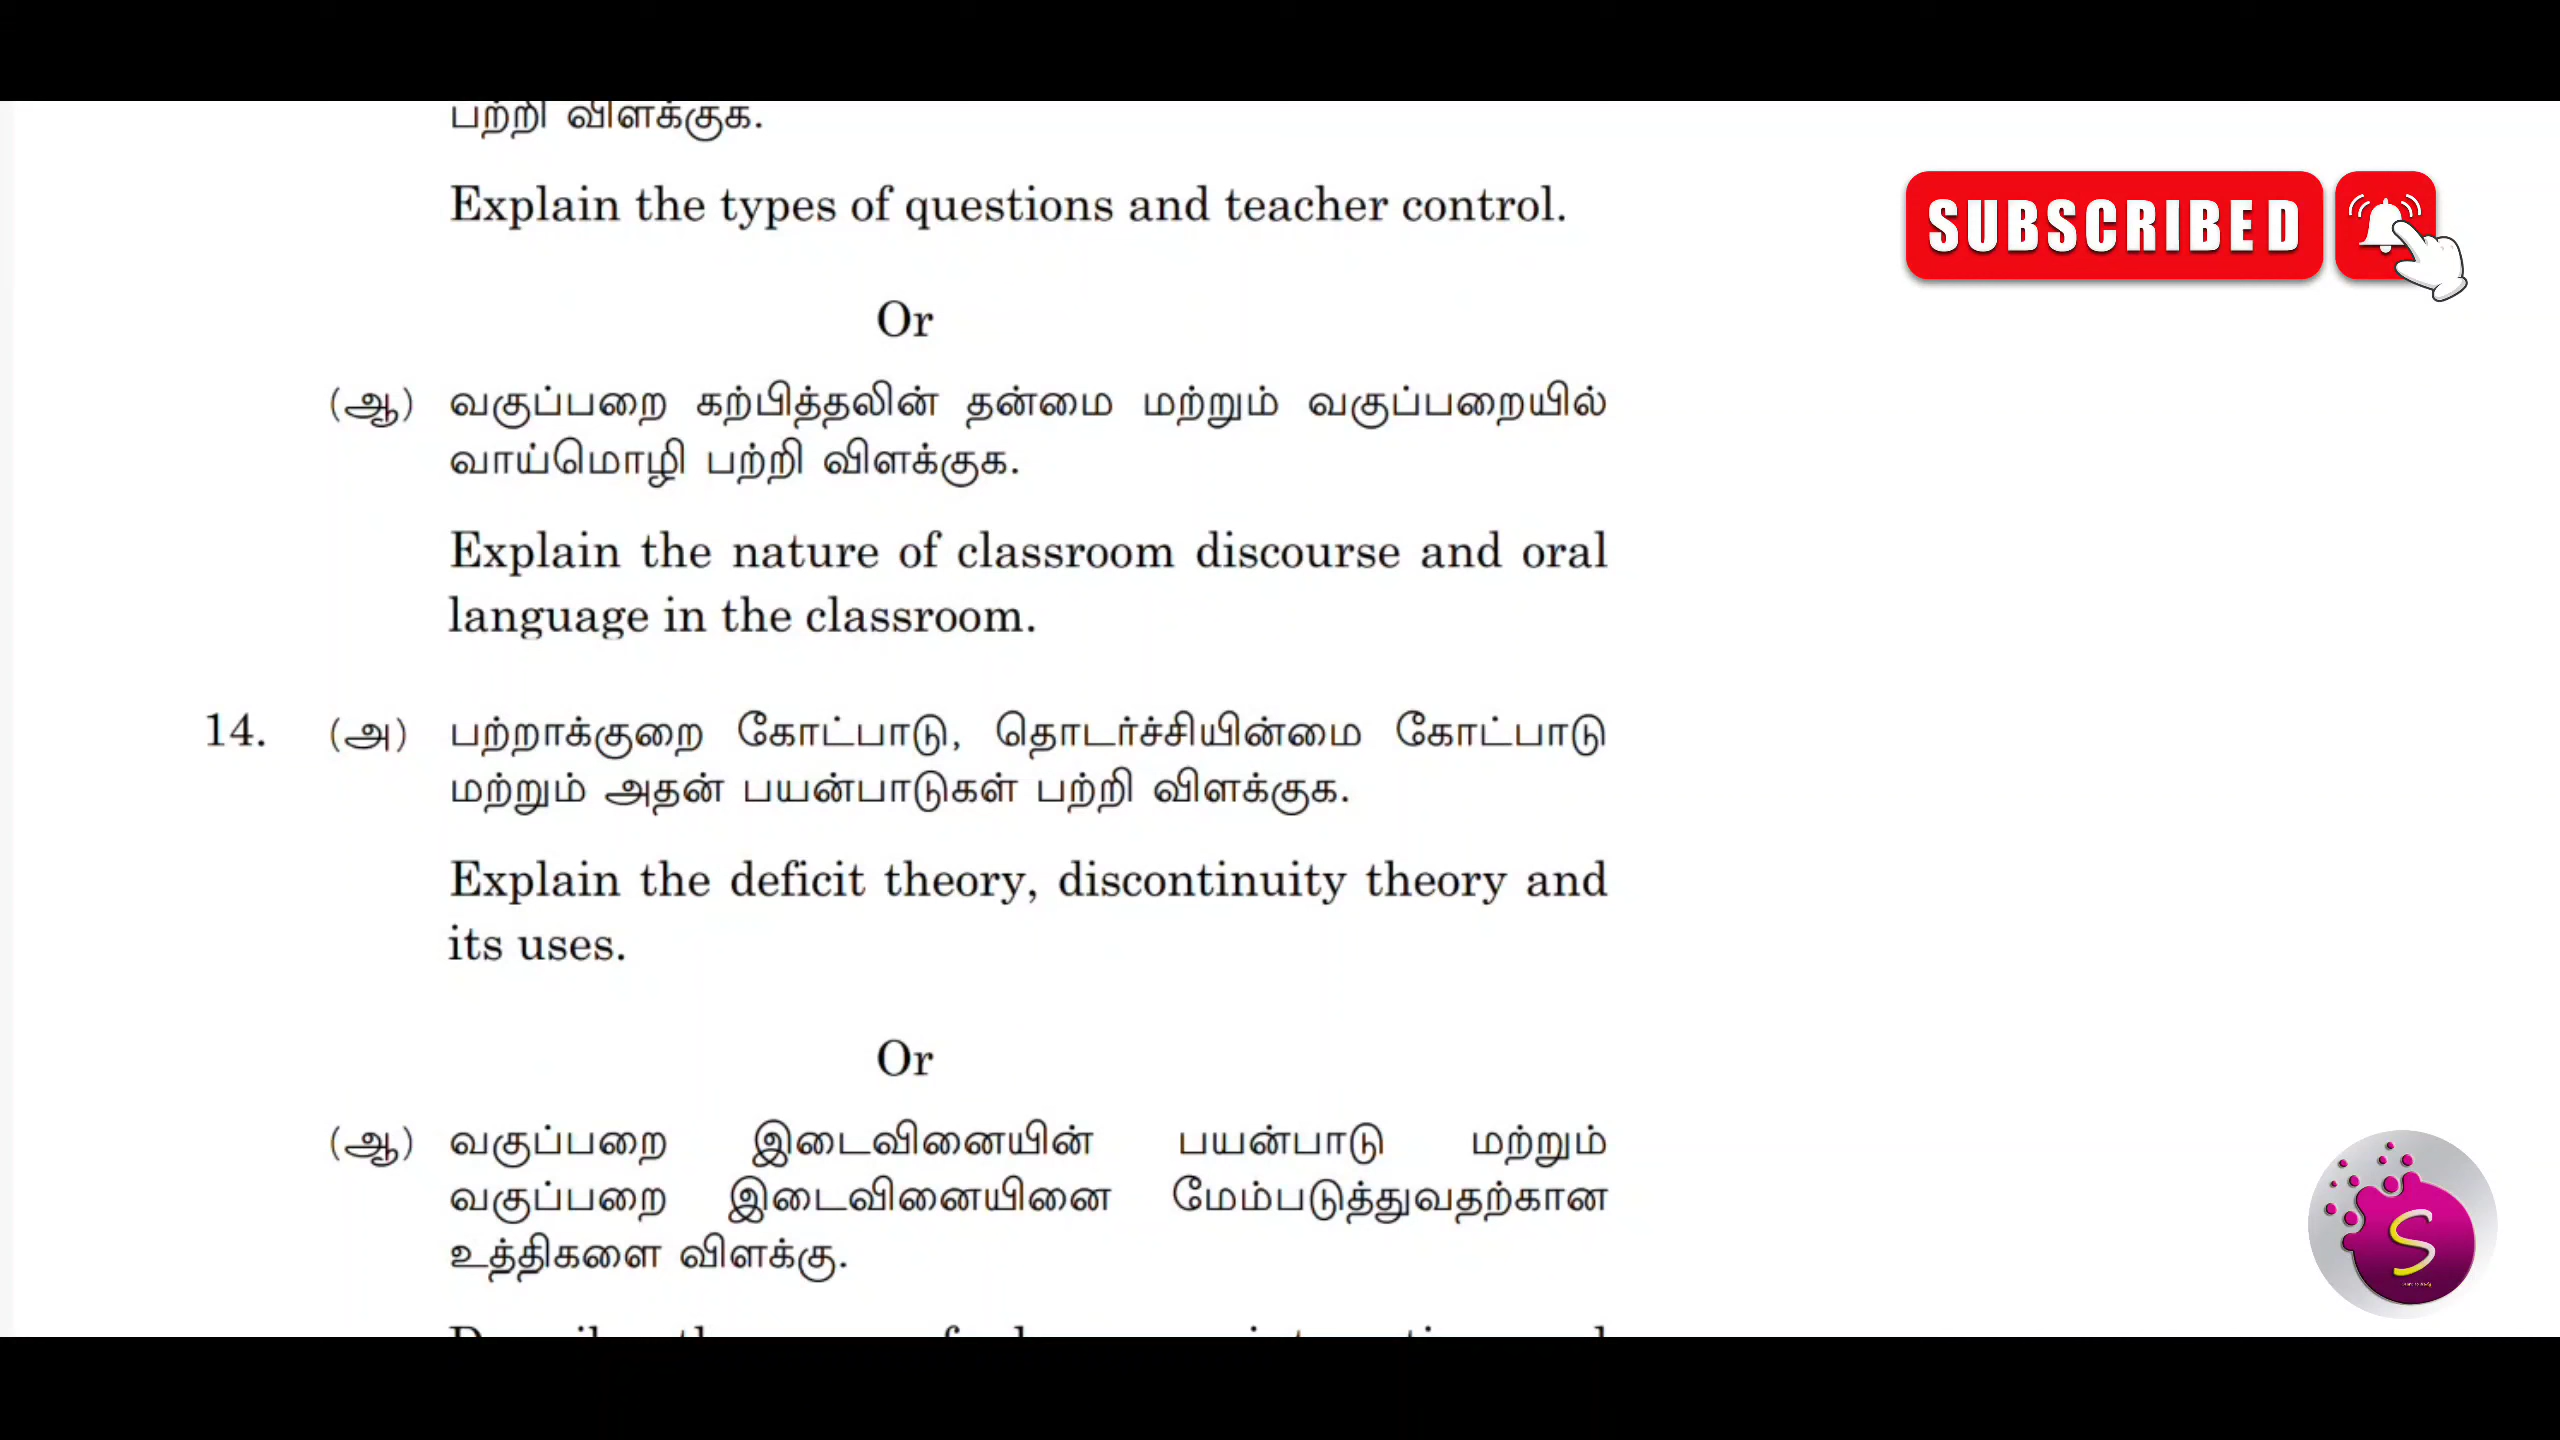 பற்றி விளக்குக.
Explain the types of questions and teacher control.
SUBSCRIBED
Or
(ஆ) வகுப்பறை கற்பித்தலின் தன்மை மற்றும் வகுப்பறையில்
வாய்மொழி பற்றி விளக்குக.
Explain the nature of classroom discourse and oral
language in the classroom.
14. (அ) பற்றாக்குறை கோட்பாடு, தொடர்ச்சியின்மை கோட்பாடு
மற்றும் அதன் பயன்பாடுகள் பற்றி விளக்குக.
Explain the deficit theory, discontinuity theory and
its uses.
Or
(ஆ) வகுப்பறை இடைவினையின் பயன்பாடு மற்றும்
வகுப்பறை இடைவினையினை மேம்படுத்துவதற்கான
உத்திகளை விளக்கு.
S